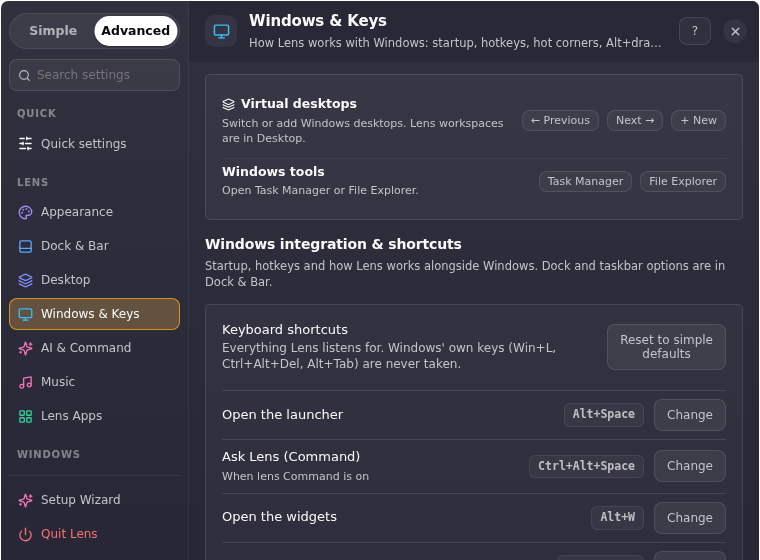 Simple
Advanced
Search settings
QUICK
Quick settings
LENS
Appearance
Dock & Bar
Desktop
Windows & Keys
AI & Command
Music
Lens Apps
WINDOWS
Setup Wizard
Quit Lens
Windows & Keys
How Lens works with Windows: startup, hotkeys, hot corners, Alt+dra...
?
Virtual desktops
Switch or add Windows desktops. Lens workspaces
are in Desktop.
← Previous
Next →
+ New
Windows tools
Open Task Manager or File Explorer.
Task Manager
File Explorer
Windows integration & shortcuts
Startup, hotkeys and how Lens works alongside Windows. Dock and taskbar options are in
Dock & Bar.
Keyboard shortcuts
Everything Lens listens for. Windows' own keys (Win+L,
Ctrl+Alt+Del, Alt+Tab) are never taken.
Reset to simple
defaults
Open the launcher
Alt+Space
Change
Ask Lens (Command)
When lens Command is on
Ctrl+Alt+Space
Change
Open the widgets
Alt+W
Change